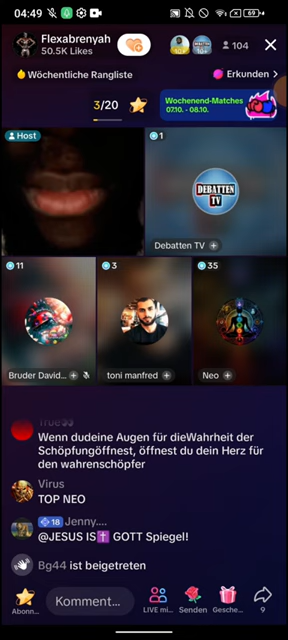 04:49
69
Flexabrenyah
50.5K Likes
104
Wöchentliche Rangliste
Erkunden >
3/20
Wochenend-Matches
07.10. - 08.10.
Host
1
DEBATTEN
TV
Debatten TV +
11
3
35
Bruder David... +
toni manfred +
Neo +
Wenn dudeine Augen für dieWahrheit der
Schöpfungöffnest, öffnest du dein Herz für
den wahrenschöpfer
Virus
TOP NEO
18 Jenny....
@JESUS IS✝️ GOTT Spiegel!
Bg44 ist beigetreten
Abonn...
Komment...
LIVE mi...
Senden
Gesche...
9